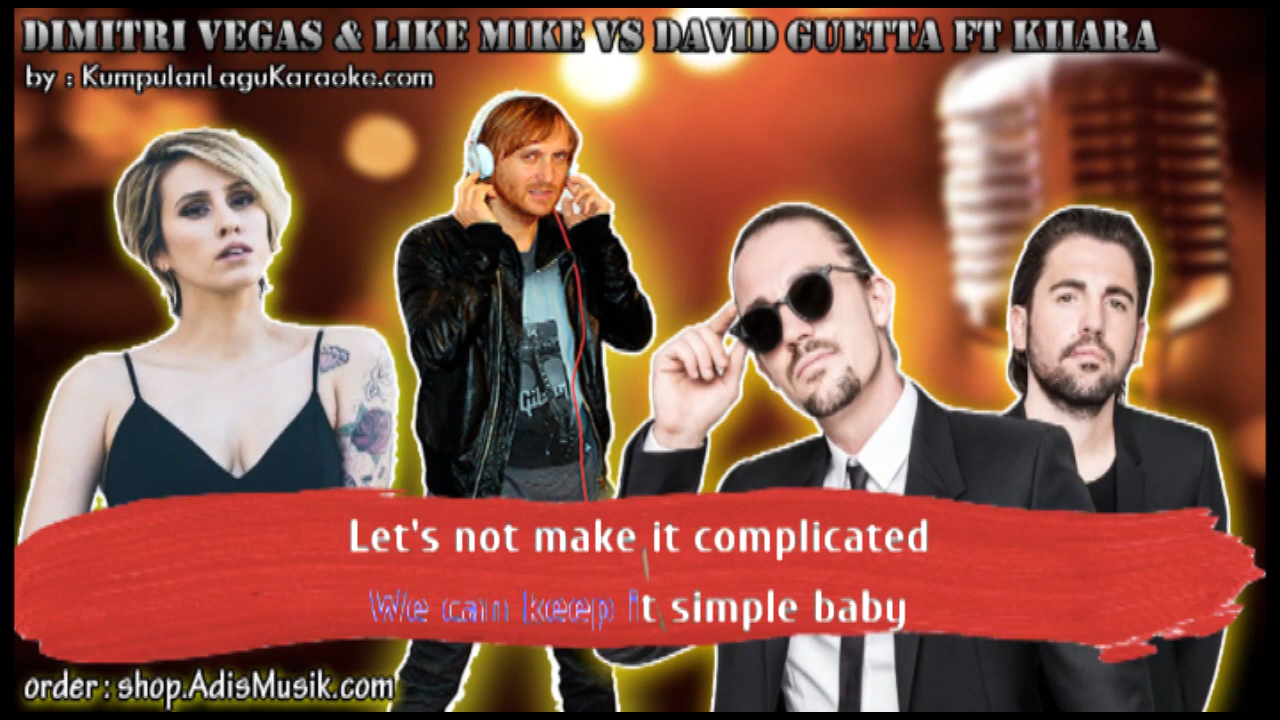 DIMITRI VEGAS & LIKE MIKE VS DAVID GUETTA FT KIIARA
by : KumpulanLaguKaraoke.com
Gibson
Let's not make it complicated
We can keep it simple baby
order : shop.AdisMusik.com